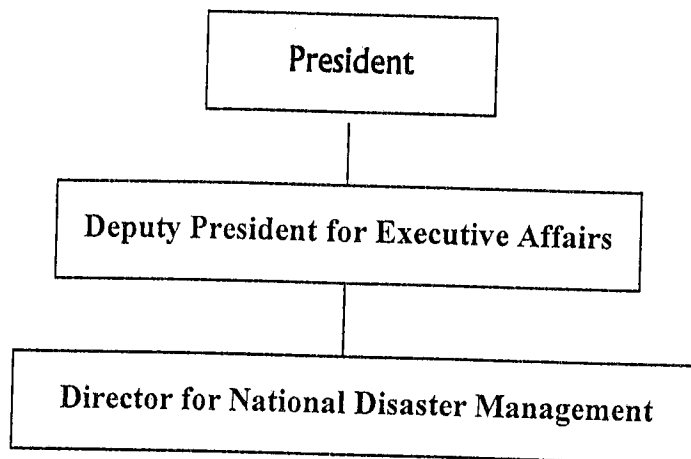 President
Deputy President for Executive Affairs
Director for National Disaster Management